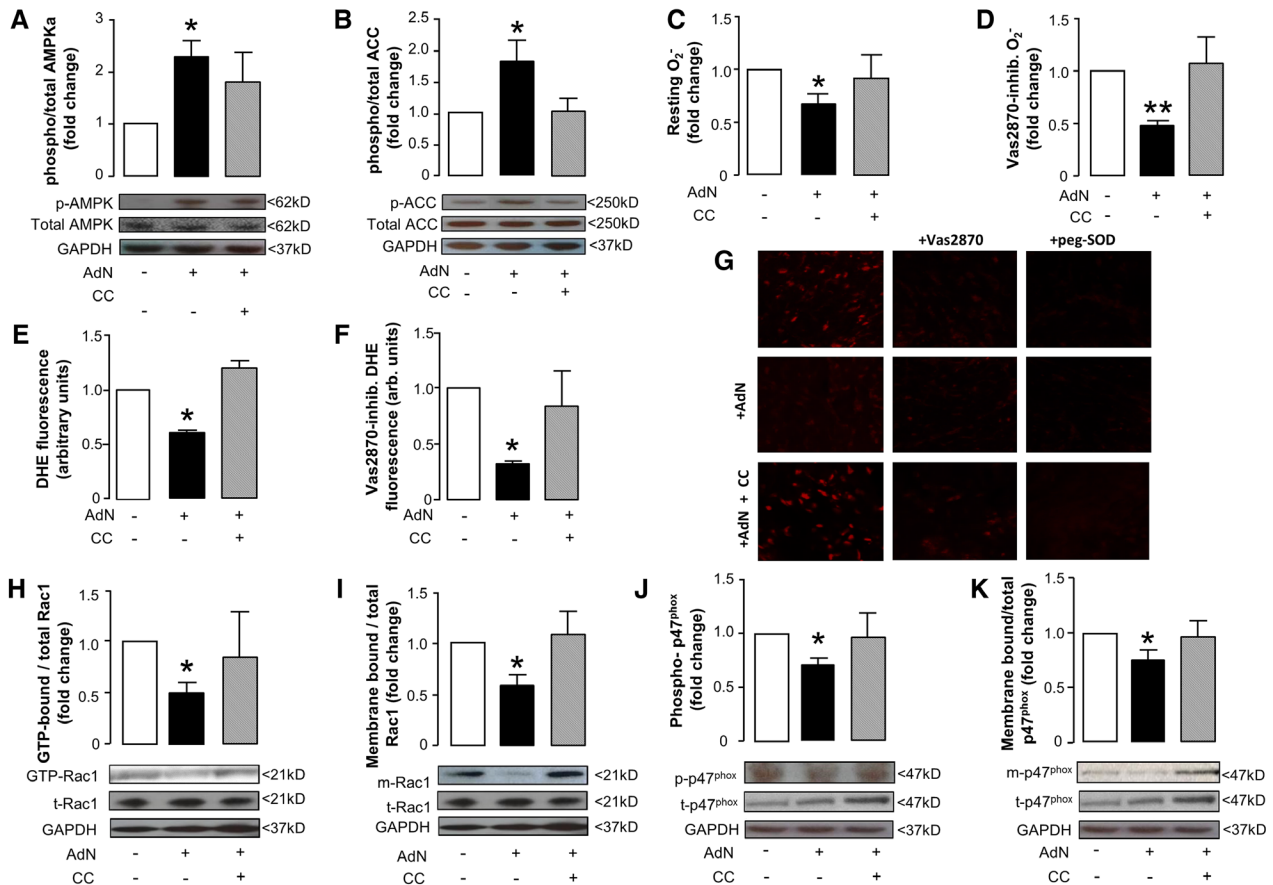 A
phospho/total AMPKa
(fold change)
3
2
1
0
p-AMPK <62kD
Total AMPK <62kD
GAPDH <37kD
AdN - + +
CC
- - +
*
B
phospho/total ACC
(fold change)
2.5
2.0
1.5
1.0
0.5
0
*
p-ACC <250kD
Total ACC <250kD
GAPDH <37kD
AdN - + +
CC - - +
C
Resting O2-
(fold change)
1.5
1.0
0.5
0
*
AdN - + +
CC - - +
D
Vas2870-inhib. O2-
(fold change)
1.5
1.0
0.5
0
**
AdN - + +
CC - - +
E
DHE fluorescence
(arbitrary units)
1.5
1.0
0.5
0
*
AdN - + +
CC - - +
F
Vas2870-inhib. DHE
fluorescence (arb. units)
1.5
1.0
0.5
0
*
AdN - + +
CC - - +
G
+Vas2870 +peg-SOD
+AdN
+AdN + CC
H
GTP-bound / total Rac1
(fold change)
1.5
1.0
0.5
0
*
GTP-Rac1 <21kD
t-Rac1 <21kD
GAPDH <37kD
AdN - + +
CC - - +
I
Membrane bound / total
Rac1 (fold change)
1.5
1.0
0.5
0
*
m-Rac1 <21kD
t-Rac1 <21kD
GAPDH <37kD
AdN - + +
CC - - +
J
Phospho- p47phox
(fold change)
1.5
1.0
0.5
0
*
p-p47phox <47kD
t-p47phox <47kD
GAPDH <37kD
AdN - + +
CC - - +
K
Membrane bound/total
p47phox (fold change)
1.5
1.0
0.5
0
*
m-p47phox <47kD
t-p47phox <47kD
GAPDH <37kD
AdN - + +
CC - - +